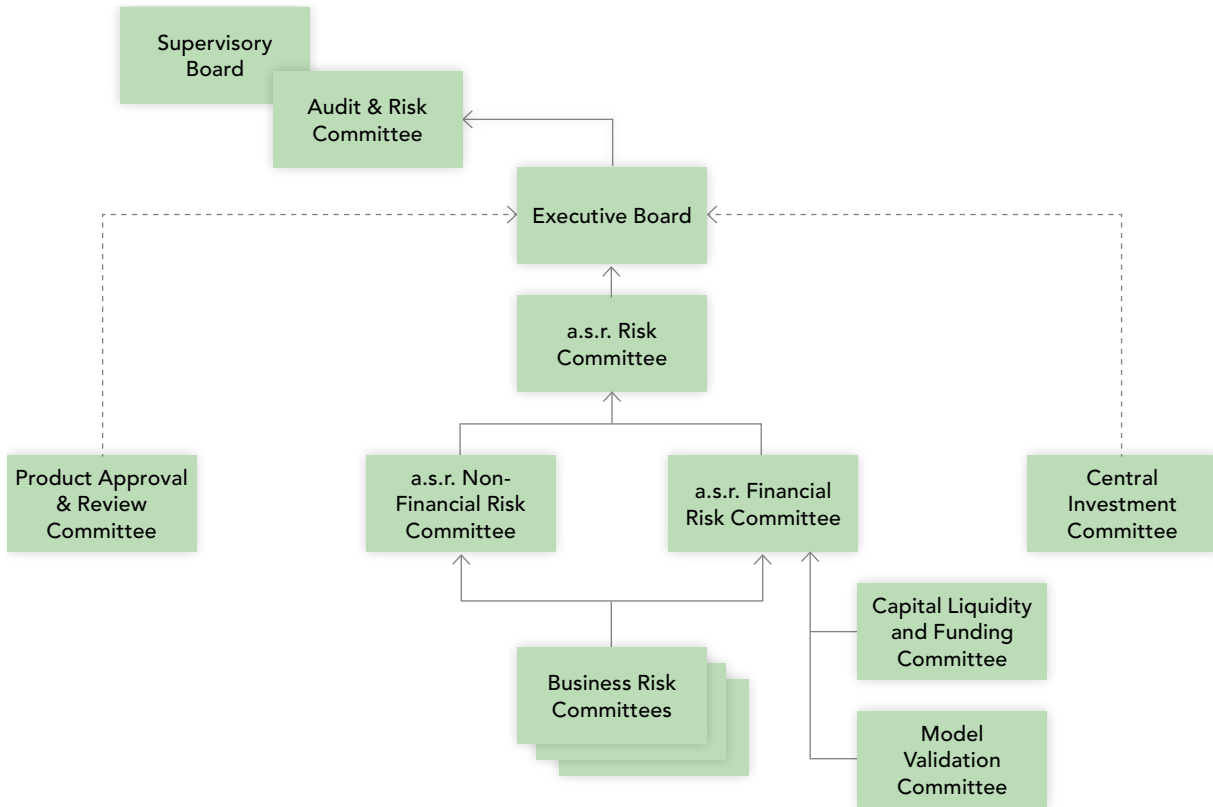 Supervisory
Board
Audit & Risk
Committee
Executive Board
a.s.r. Risk
Committee
Product Approval
& Review
Committee
a.s.r. Non-
Financial Risk
Committee
a.s.r. Financial
Risk Committee
Central
Investment
Committee
Capital Liquidity
and Funding
Committee
Business Risk
Committees
Model
Validation
Committee